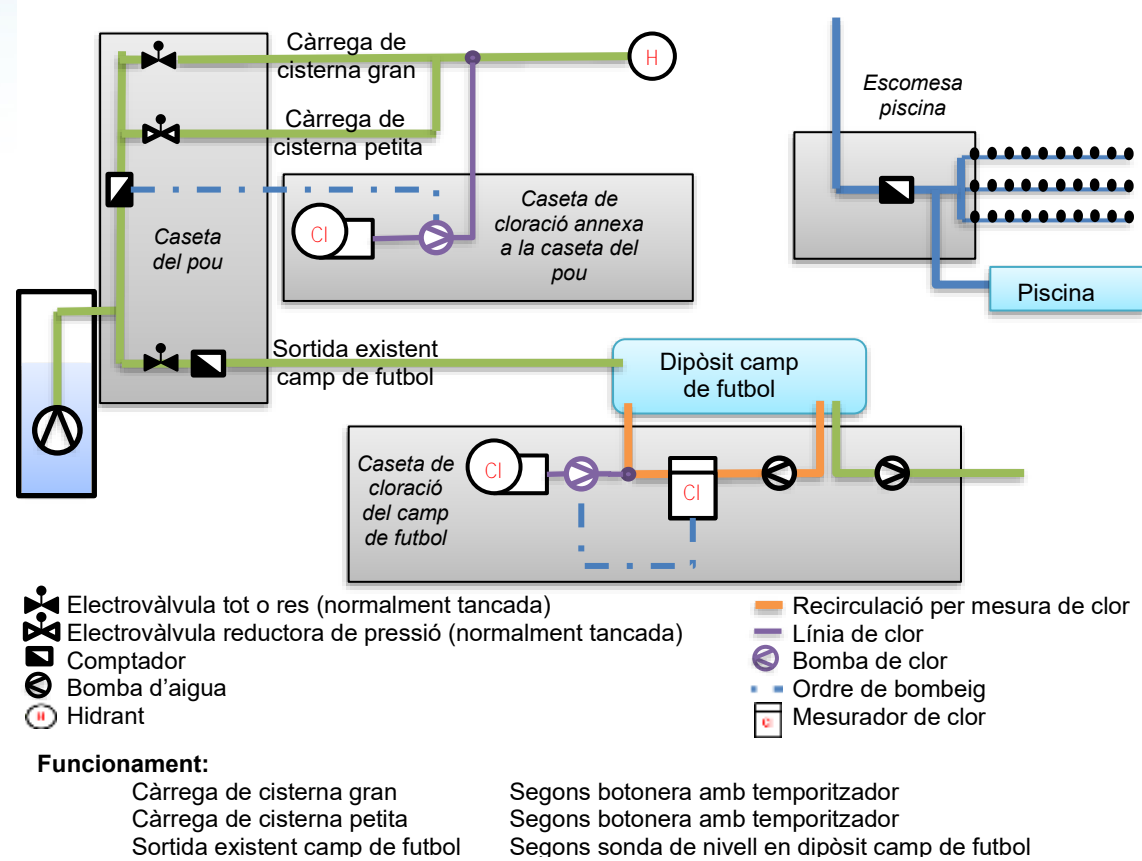 Càrrega de
cisterna gran
H
Càrrega de
cisterna petita
Escomesa
piscina
Caseta
del pou
Cl
Caseta de
cloració annexa
a la caseta del
pou
Piscina
Sortida existent
camp de futbol
Dipòsit camp
de futbol
Caseta de
cloració
del camp
de futbol
Cl
Cl
Electrovàlvula tot o res (normalment tancada)
Electrovàlvula reductora de pressió (normalment tancada)
Comptador
Bomba d'aigua
H Hidrant
Recirculació per mesura de clor
Línia de clor
Bomba de clor
Ordre de bombeig
Mesurador de clor
Funcionament:
Càrrega de cisterna gran Segons botonera amb temporitzador
Càrrega de cisterna petita Segons botonera amb temporitzador
Sortida existent camp de futbol Segons sonda de nivell en dipòsit camp de futbol